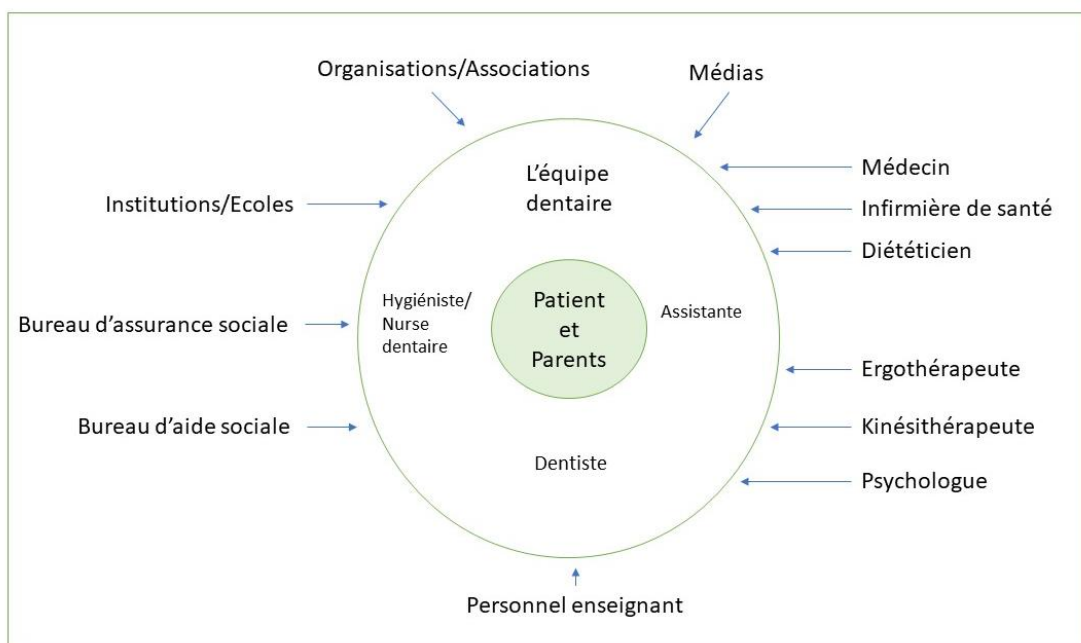 Organisations/Associations
Médias
Médecin
Infirmière de santé
Diététicien
Institutions/Ecoles
L'équipe
dentaire
Patient
et
Parents
Hygiéniste/
Nurse
dentaire
Assistante
Bureau d'assurance sociale
Ergothérapeute
Bureau d'aide sociale
Kinésithérapeute
Dentiste
Psychologue
Personnel enseignant